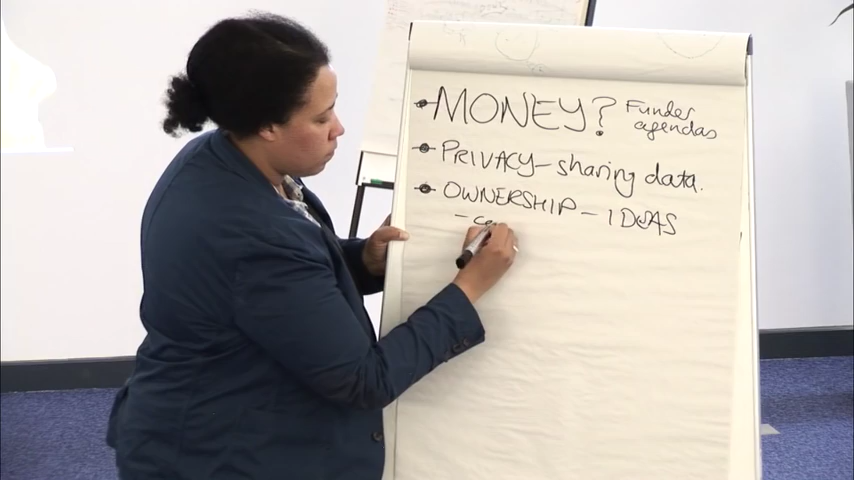 MONEY? Funder
agendas
PRIVACY - sharing data.
OWNERSHIP - IDEAS